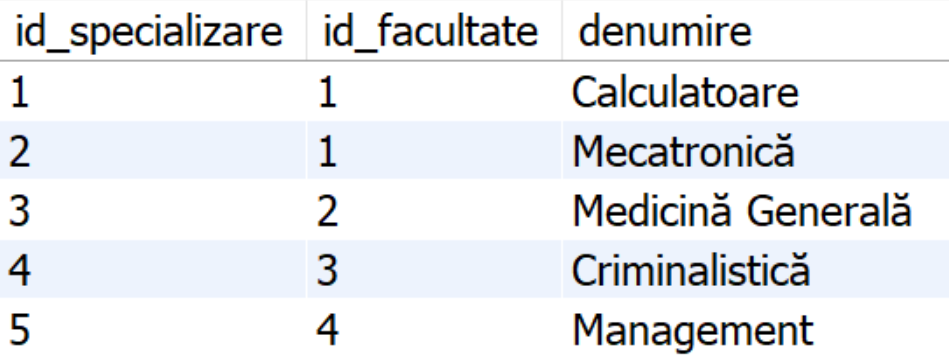 id_specializare id_facultate denumire
1 1 Calculatoare
2 1 Mecatronică
3 2 Medicină Generală
4 3 Criminalistică
5 4 Management